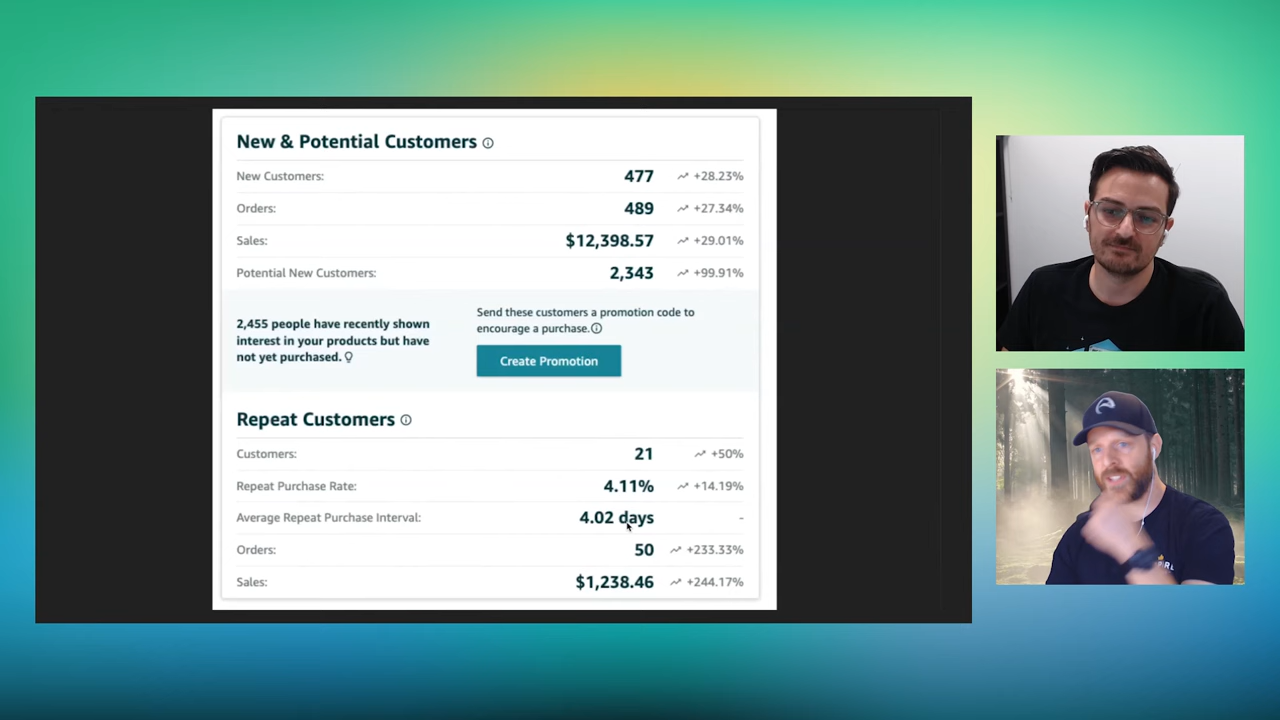 New & Potential Customers
New Customers: 477 +28.23%
Orders: 489 +27.34%
Sales: $12,398.57 +29.01%
Potential New Customers: 2,343 +99.91%
2,455 people have recently shown
interest in your products but have
not yet purchased.
Send these customers a promotion code to
encourage a purchase.
Create Promotion
Repeat Customers
Customers: 21 +50%
Repeat Purchase Rate: 4.11% +14.19%
Average Repeat Purchase Interval: 4.02 days -
Orders: 50 +233.33%
Sales: $1,238.46 +244.17%